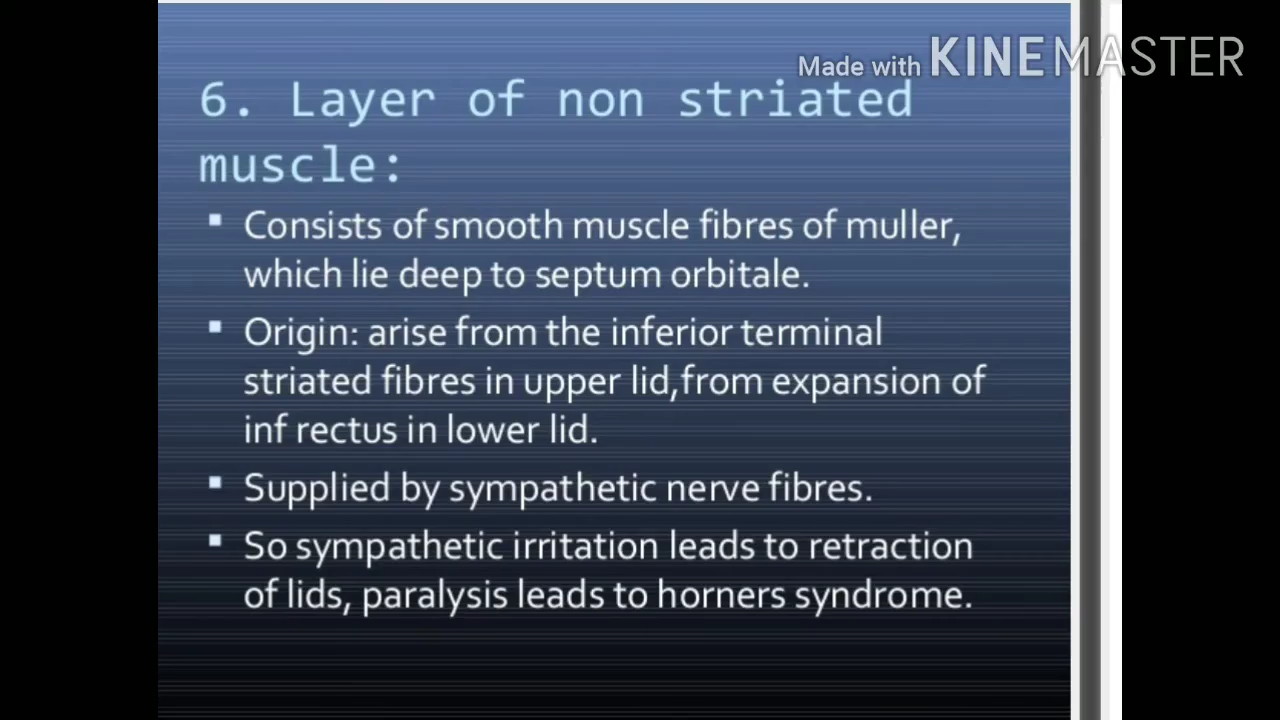 Made with KINEMASTER
6. Layer of non striated
muscle:
▪ Consists of smooth muscle fibres of muller,
which lie deep to septum orbitale.
▪ Origin: arise from the inferior terminal
striated fibres in upper lid,from expansion of
inf rectus in lower lid.
▪ Supplied by sympathetic nerve fibres.
▪ So sympathetic irritation leads to retraction
of lids, paralysis leads to horners syndrome.